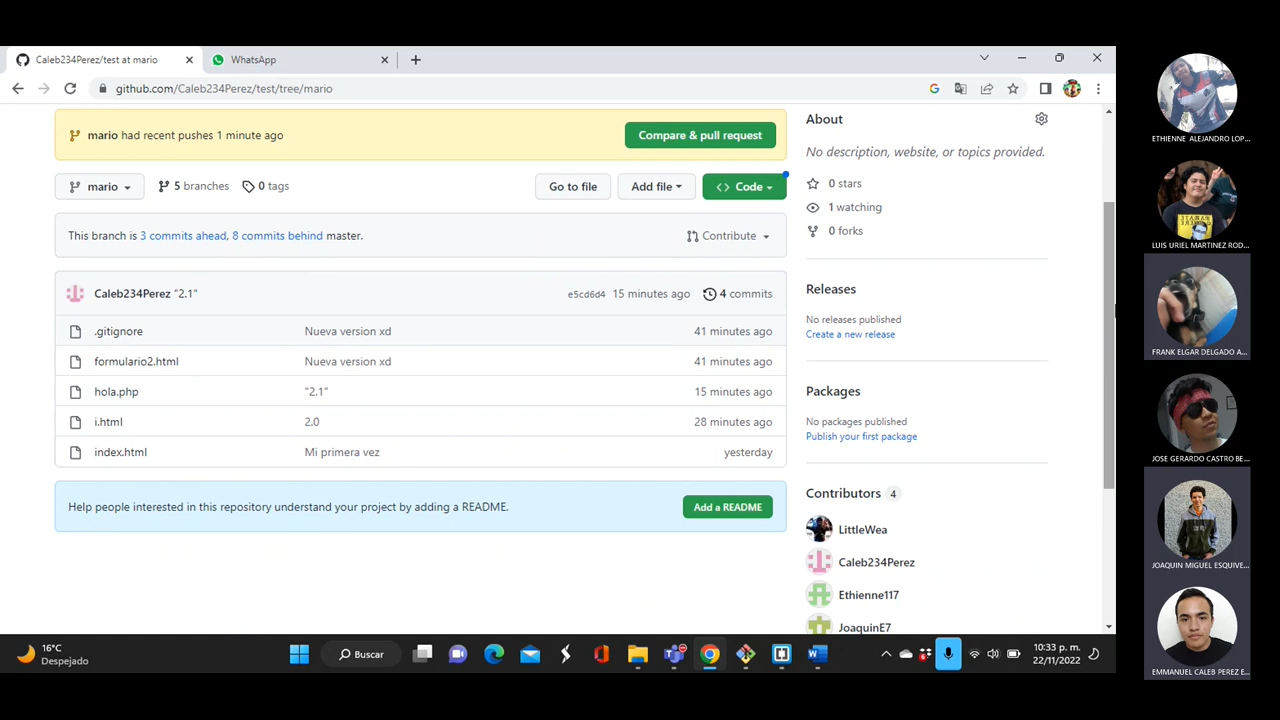 Caleb234Perez/test at mario
WhatsApp
github.com/Caleb234Perez/test/tree/mario
mario had recent pushes 1 minute ago
Compare & pull request
mario
5 branches
0 tags
Go to file
Add file
Code
This branch is 3 commits ahead, 8 commits behind master.
Contribute
Caleb234Perez "2.1"
e5cd6d4 15 minutes ago
4 commits
.gitignore
Nueva version xd
41 minutes ago
formulario2.html
Nueva version xd
41 minutes ago
hola.php
"2.1"
15 minutes ago
i.html
2.0
28 minutes ago
index.html
Mi primera vez
yesterday
Help people interested in this repository understand your project by adding a README.
Add a README
About
No description, website, or topics provided.
0 stars
1 watching
0 forks
Releases
No releases published
Create a new release
Packages
No packages published
Publish your first package
Contributors 4
LittleWea
Caleb234Perez
Ethienne117
JoaquinE7
16°C
Despejado
Buscar
10:33 p. m.
22/11/2022
ETHIENNE ALEJANDRO LOP...
LUIS URIEL MARTINEZ ROD...
FRANK ELGAR DELGADO A...
JOSE GERARDO CASTRO BE...
JOAQUIN MIGUEL ESQUIVE...
EMMANUEL CALEB PEREZ E...